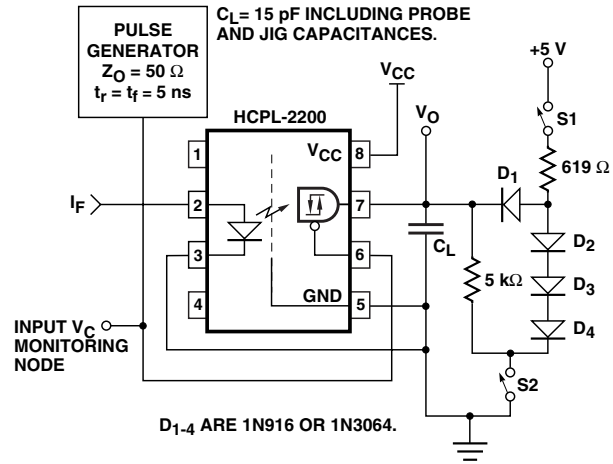 PULSE
GENERATOR
Z_O = 50 Ω
t_r = t_f = 5 ns
C_L= 15 pF INCLUDING PROBE
AND JIG CAPACITANCES.
+5 V
V_CC
V_O
S1
HCPL-2200
1
V_CC
8
619 Ω
D_1
I_F
2
7
D_2
C_L
3
6
5 kΩ
D_3
4
GND
5
D_4
INPUT V_C
MONITORING
NODE
S2
D_1-4 ARE 1N916 OR 1N3064.